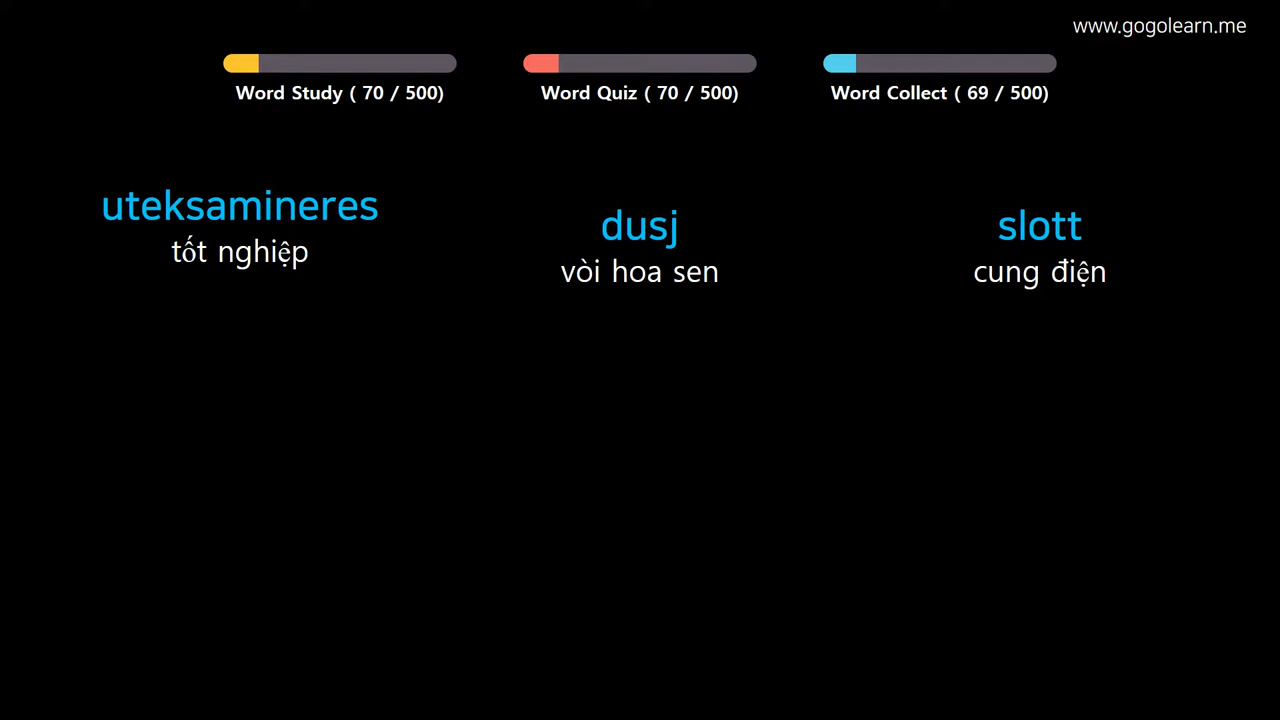 www.gogolearn.me
Word Study ( 70 / 500)
Word Quiz ( 70 / 500)
Word Collect ( 69 / 500)
uteksamineres
tốt nghiệp
dusj
vòi hoa sen
slott
cung điện